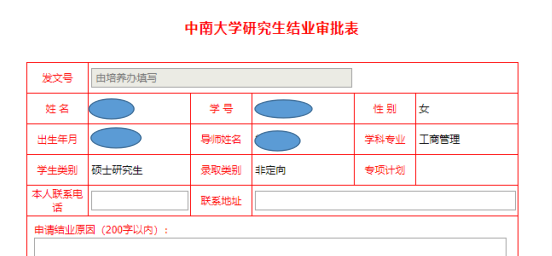 中南大学研究生结业审批表
发文号 由培养办填写
姓 名 学 号 性 别 女
出生年月 导师姓名 学科专业 工商管理
学生类别 硕士研究生 录取类别 非定向 专项计划
本人联系电话 联系地址
申请结业原因（200字以内）：